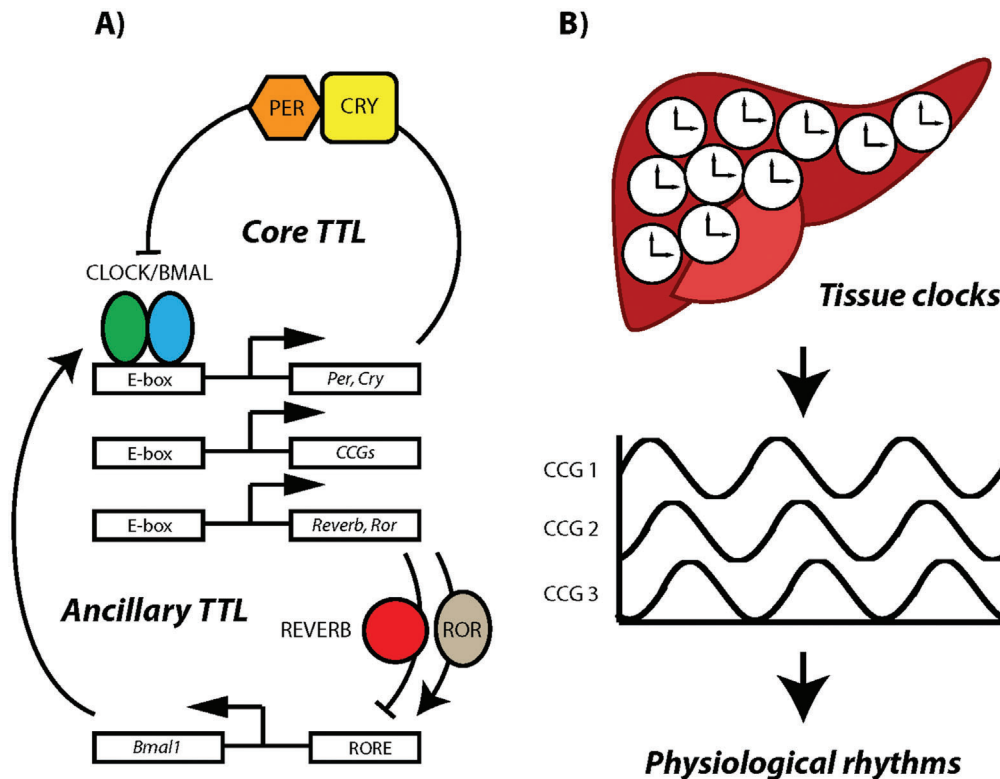 A)
PER
CRY
Core TTL
CLOCK/BMAL
E-box
Per, Cry
E-box
CCGs
E-box
Reverb, Ror
Ancillary TTL
REVERB
ROR
Bmal1
RORE
B)
Tissue clocks
CCG 1
CCG 2
CCG 3
Physiological rhythms